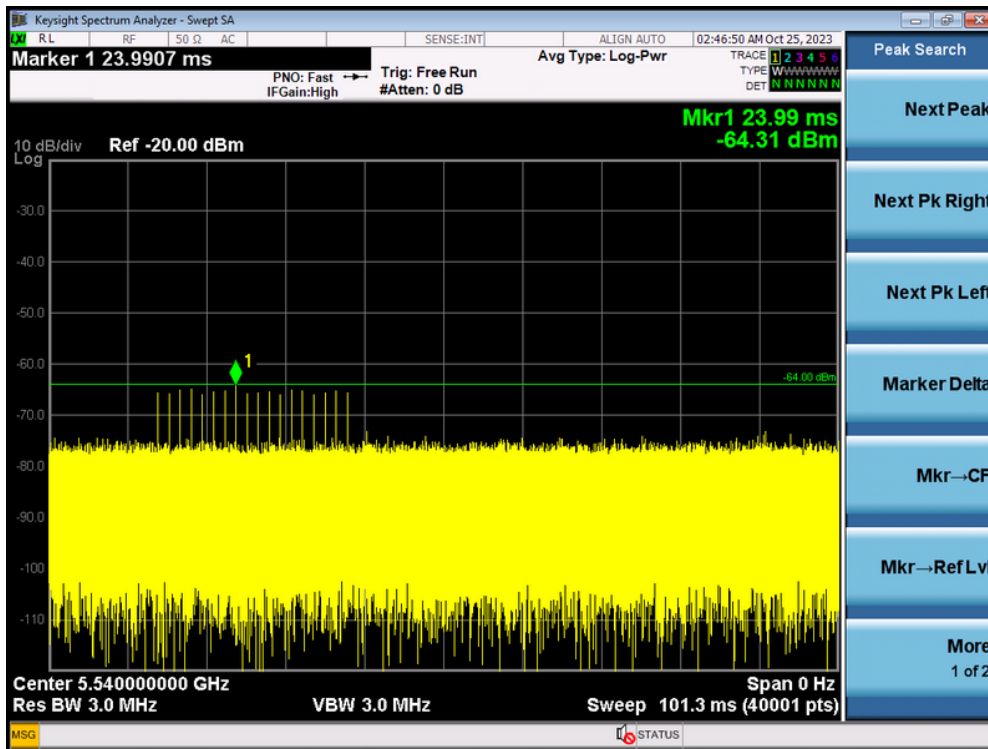 Keysight Spectrum Analyzer - Swept SA
LXI RL RF 50 Ω AC SENSE:INT ALIGN AUTO 02:46:50 AM Oct 25, 2023
Marker 1 23.9907 ms
PNO: Fast
IFGain:High
Trig: Free Run
#Atten: 0 dB
Avg Type: Log-Pwr
TRACE 1 2 3 4 5 6
TYPE WWWWWW
DET N N N N N N
Peak Search
Mkr1 23.99 ms
-64.31 dBm
10 dB/div Ref -20.00 dBm
Log
-30.0
-40.0
-50.0
-60.0
-70.0
-80.0
-90.0
-100
-110
1
-64.00 dBm
Center 5.540000000 GHz Span 0 Hz
Res BW 3.0 MHz VBW 3.0 MHz Sweep 101.3 ms (40001 pts)
MSG STATUS
Next Peak
Next Pk Right
Next Pk Left
Marker Delta
Mkr→CF
Mkr→Ref Lvl
More
1 of 2